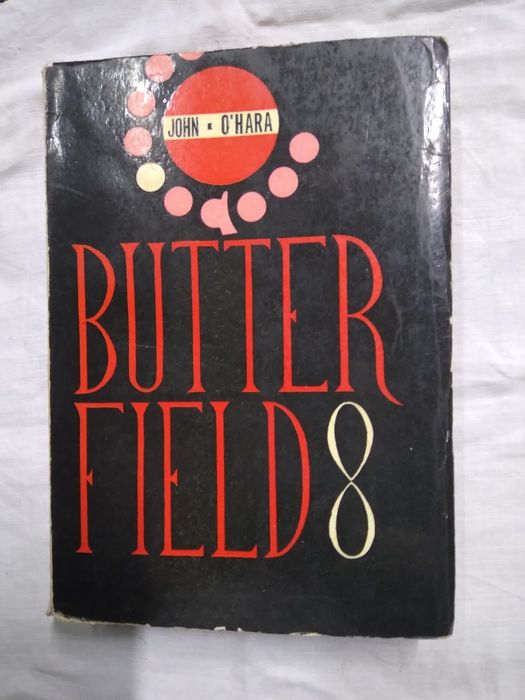 JOHN ▪ O'HARA
BUTTER
FIELD 8